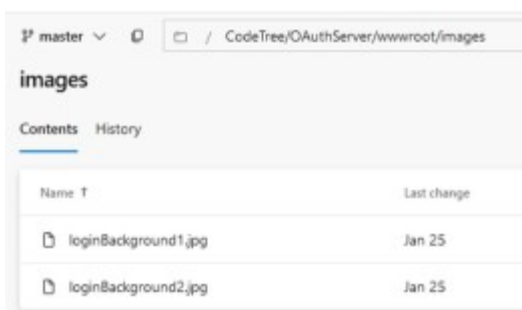 master
/ CodeTree/OAuthServer/wwwroot/images
images
Contents History
Name ↑ Last change
loginBackground1.jpg Jan 25
loginBackground2.jpg Jan 25